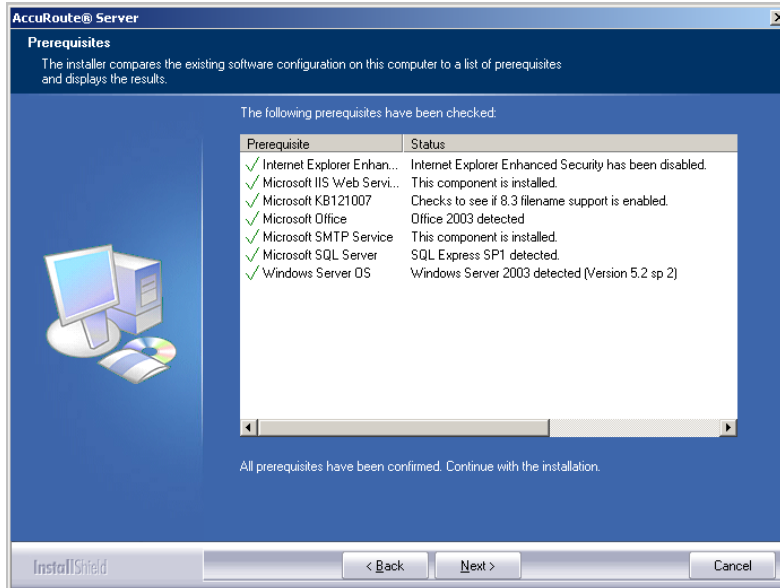 AccuRoute® Server
Prerequisites
The installer compares the existing software configuration on this computer to a list of prerequisites
and displays the results.
The following prerequisites have been checked:
Prerequisite Status
Internet Explorer Enhan... Internet Explorer Enhanced Security has been disabled.
Microsoft IIS Web Servi... This component is installed.
Microsoft KB121007 Checks to see if 8.3 filename support is enabled.
Microsoft Office Office 2003 detected
Microsoft SMTP Service This component is installed.
Microsoft SQL Server SQL Express SP1 detected.
Windows Server OS Windows Server 2003 detected (Version 5.2 sp 2)
All prerequisites have been confirmed. Continue with the installation.
InstallShield < Back Next > Cancel